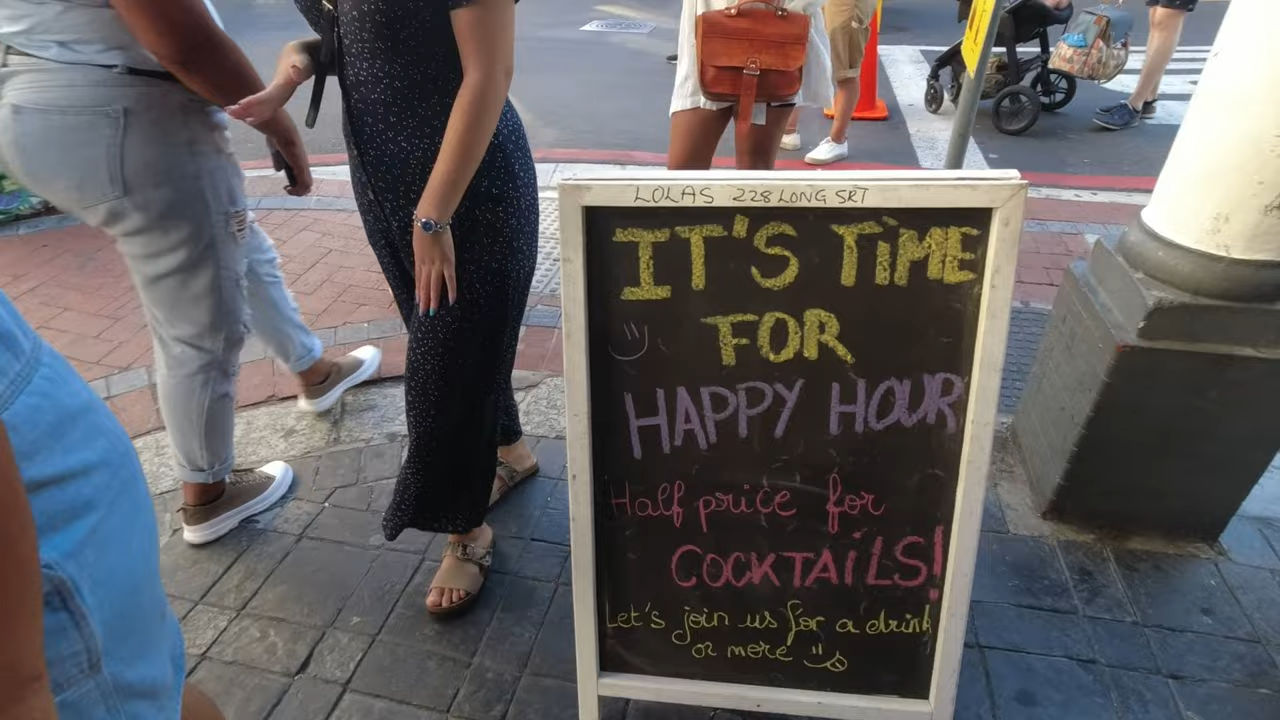 LOLAS 228 LONG SRT
IT'S TIME
FOR
HAPPY HOUR
Half price for
COCKTAILS!
Let's join us for a drink
or more